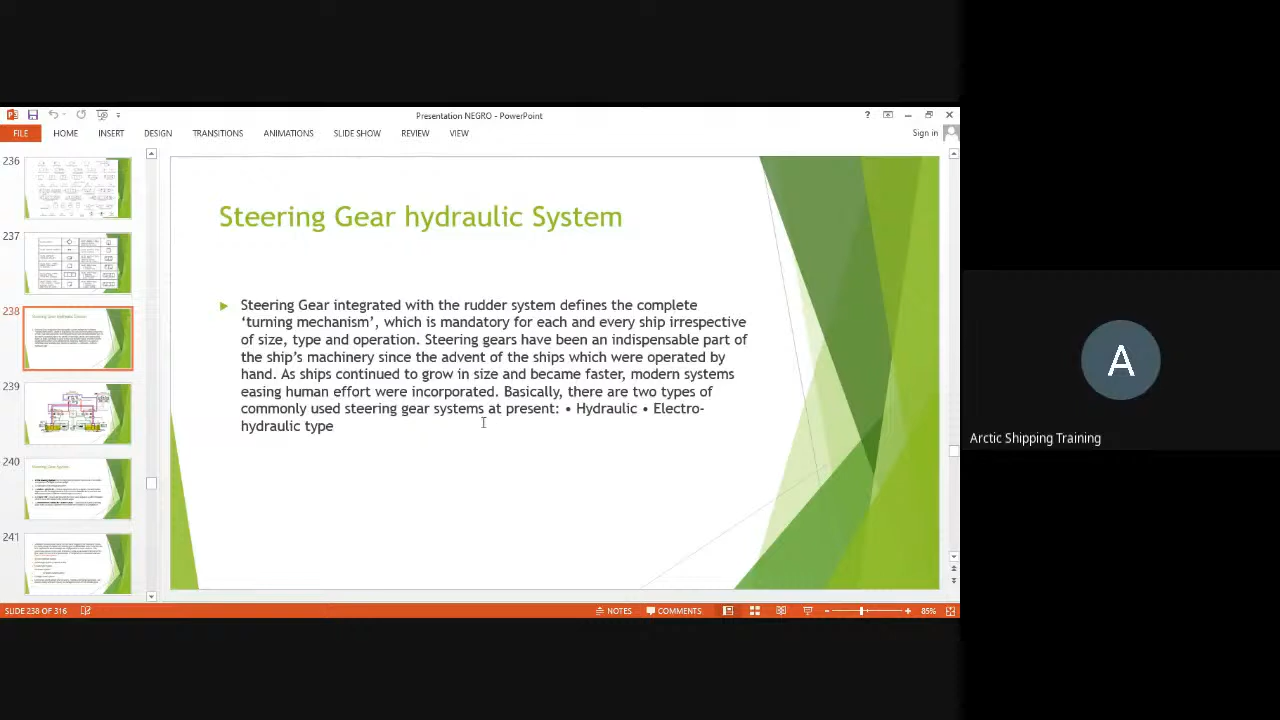 Presentation NEGRO - PowerPoint
?
FILE HOME INSERT DESIGN TRANSITIONS ANIMATIONS SLIDE SHOW REVIEW VIEW Sign in
236
237
238
239
240
241
Steering Gear hydraulic System
Steering Gear integrated with the rudder system defines the complete
‘turning mechanism’, which is mandatory for each and every ship irrespective
of size, type and operation. Steering gears have been an indispensable part of
the ship’s machinery since the advent of the ships which were operated by
hand. As ships continued to grow in size and became faster, modern systems
easing human effort were incorporated. Basically, there are two types of
commonly used steering gear systems at present: • Hydraulic • Electro-
hydraulic type
A
Arctic Shipping Training
SLIDE 238 OF 316 NOTES COMMENTS 85%